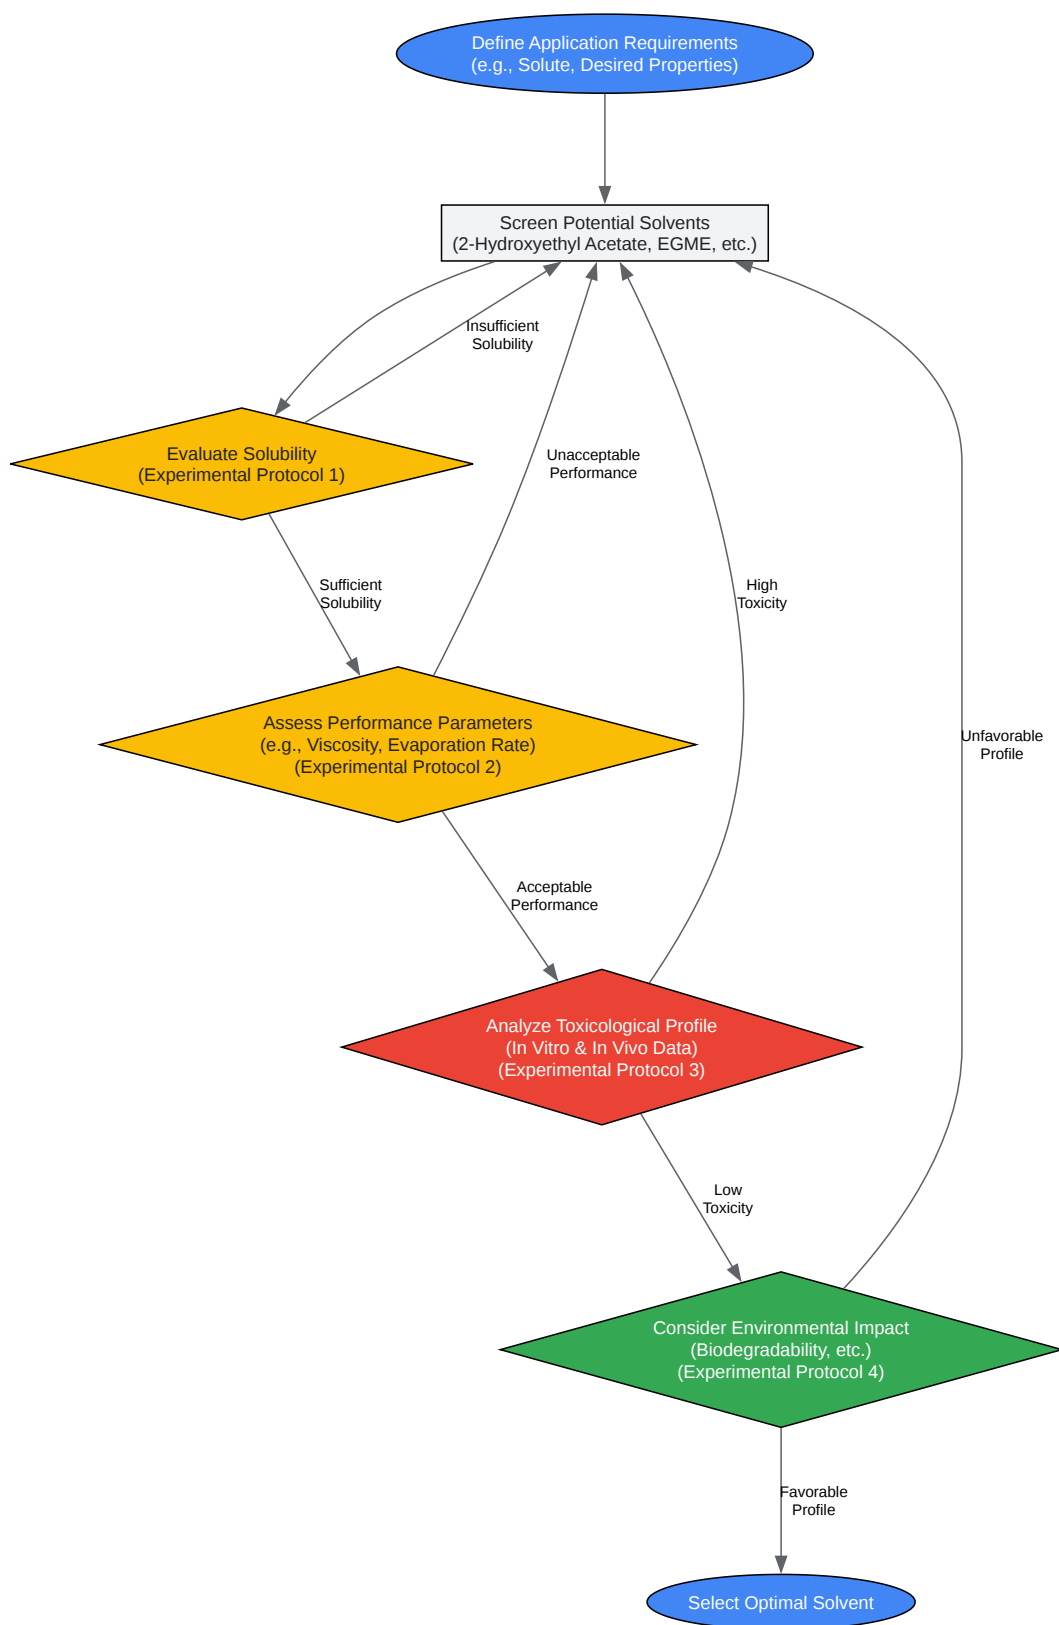 Define Application Requirements
(e.g., Solute, Desired Properties)
Screen Potential Solvents
(2-Hydroxyethyl Acetate, EGME, etc.)
Insufficient
Solubility
Evaluate Solubility
(Experimental Protocol 1)
Unacceptable
Performance
Sufficient
Solubility
High
Toxicity
Assess Performance Parameters
(e.g., Viscosity, Evaporation Rate)
(Experimental Protocol 2)
Unfavorable
Profile
Acceptable
Performance
Analyze Toxicological Profile
(In Vitro & In Vivo Data)
(Experimental Protocol 3)
Low
Toxicity
Consider Environmental Impact
(Biodegradability, etc.)
(Experimental Protocol 4)
Favorable
Profile
Select Optimal Solvent